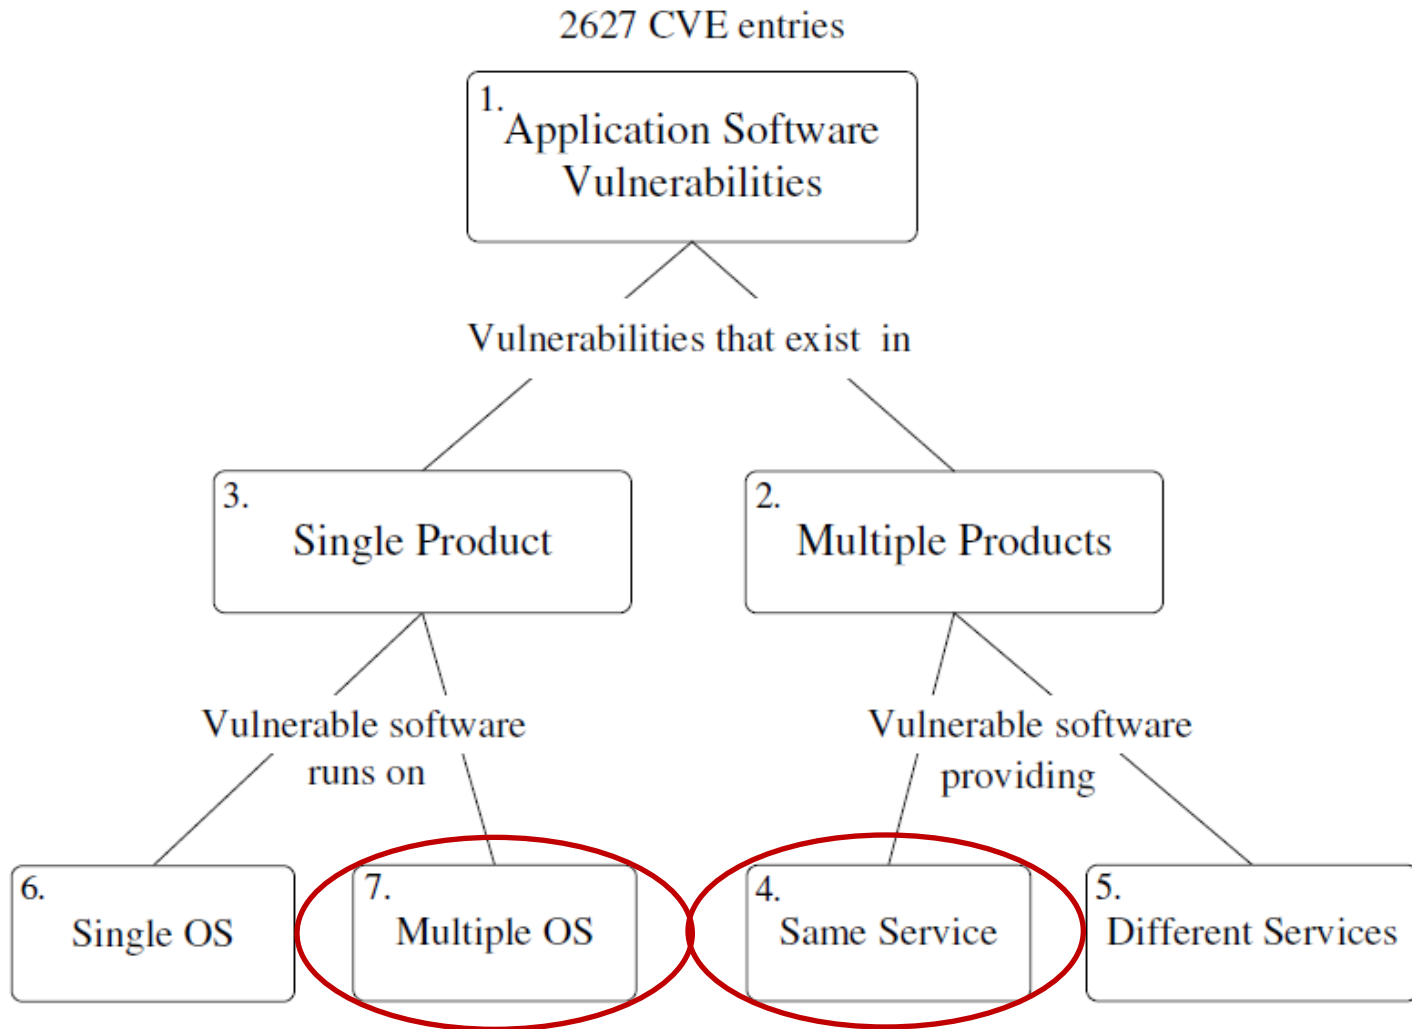 2627 CVE entries
1.
Application Software
Vulnerabilities
Vulnerabilities that exist in
3.
Single Product
2.
Multiple Products
Vulnerable software
runs on
Vulnerable software
providing
6.
Single OS
7.
Multiple OS
4.
Same Service
5.
Different Services